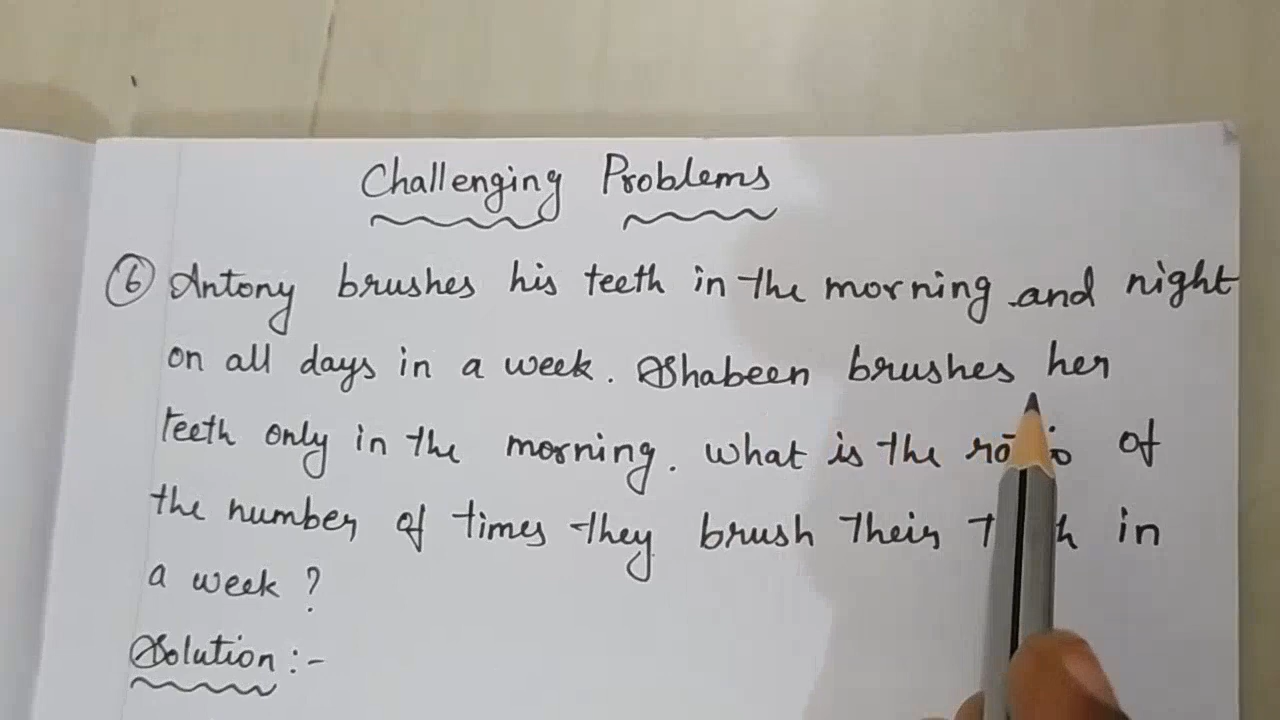 Challenging Problems
6 Antony brushes his teeth in the morning and night
on all days in a week. Shabeen brushes her
teeth only in the morning. What is the of
the number of times they brush their in
a week ?
Solution :-